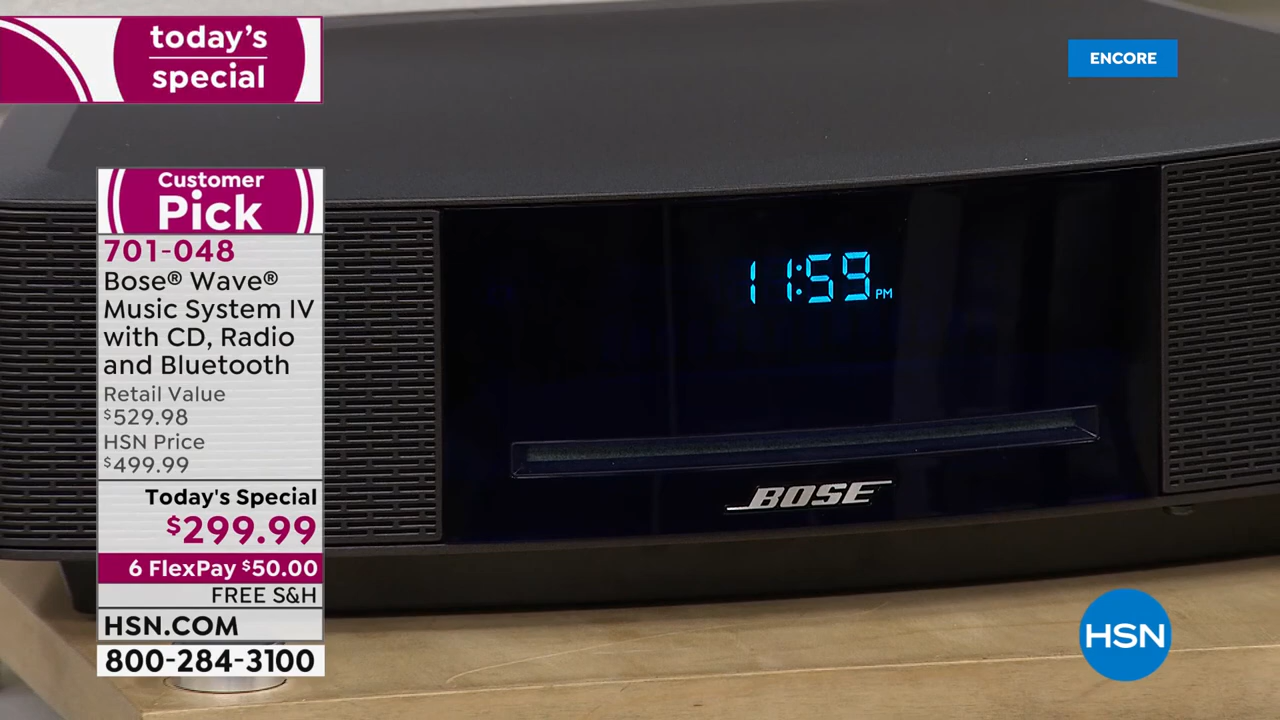 today's
special
ENCORE
Customer
Pick
701-048
Bose® Wave®
Music System IV
with CD, Radio
and Bluetooth
Retail Value
$529.98
HSN Price
$499.99
Today's Special
$299.99
6 FlexPay $50.00
FREE S&H
HSN.COM
800-284-3100
11:59 PM
BOSE
HSN